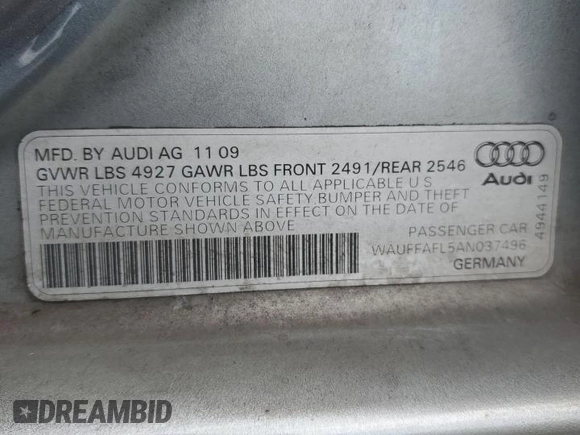 MFD. BY AUDI AG 11 09
GVWR LBS 4927 GAWR LBS FRONT 2491/REAR 2546
THIS VEHICLE CONFORMS TO ALL APPLICABLE U S
FEDERAL MOTOR VEHICLE SAFETY, BUMPER AND THEFT
PREVENTION STANDARDS IN EFFECT ON THE DATE OF
MANUFACTURE SHOWN ABOVE
Audi
4944149
PASSENGER CAR
WAUFFAFL5AN037496
GERMANY
DREAMBID